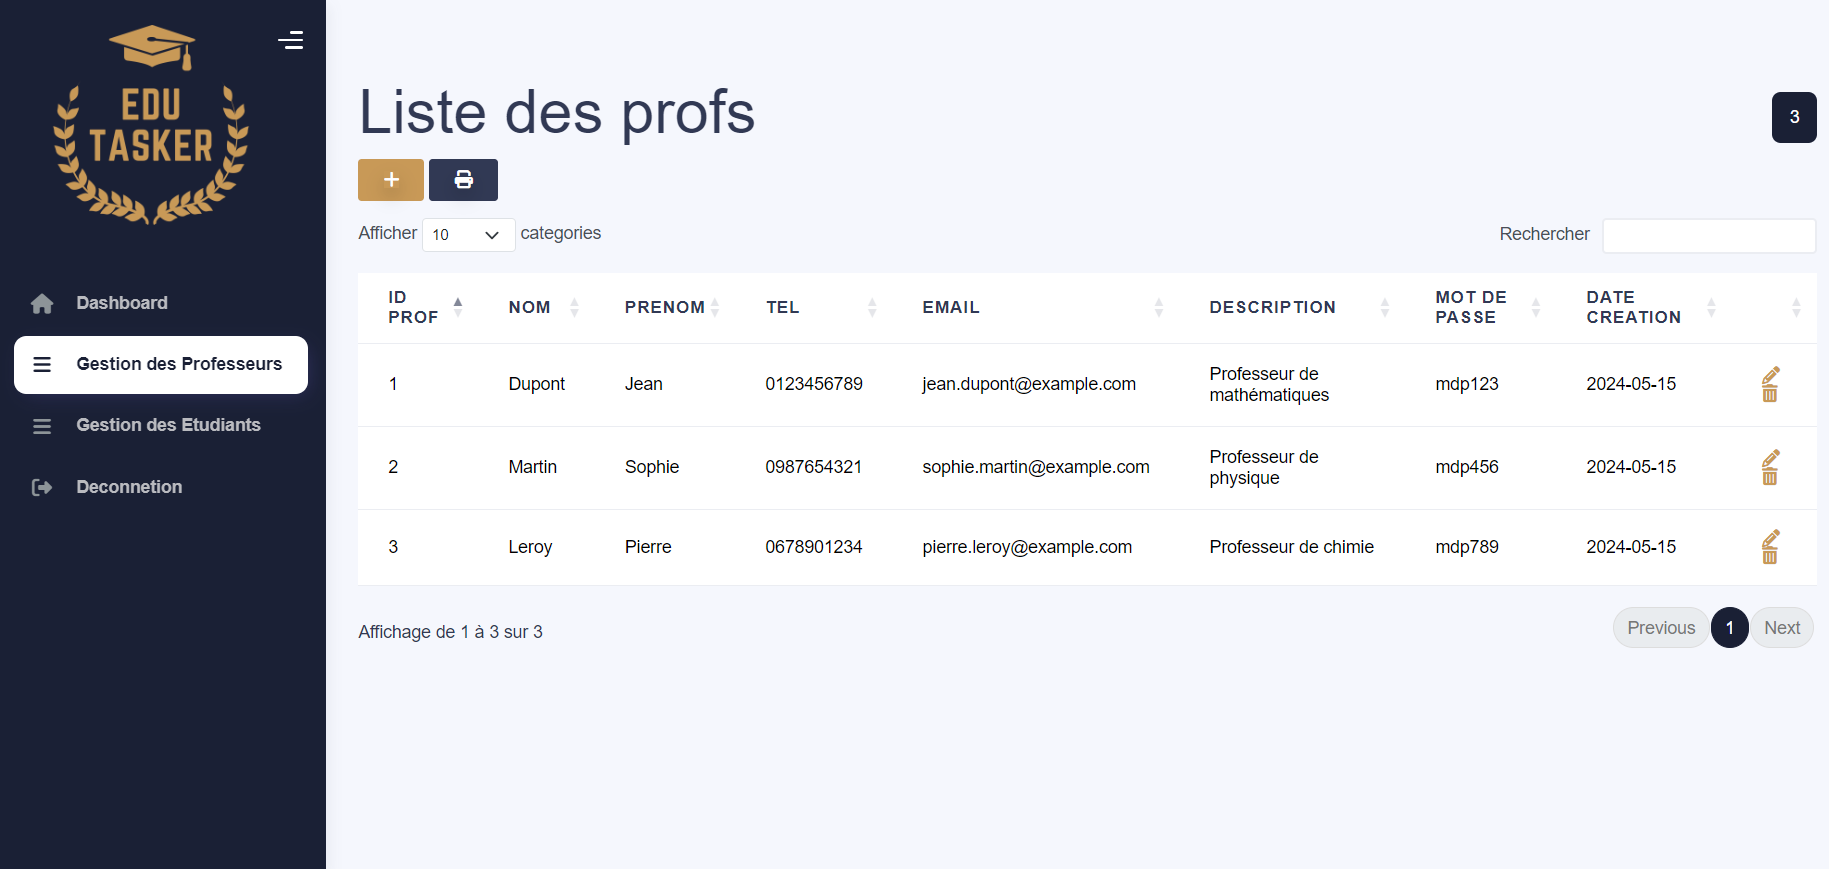 EDU
TASKER
Dashboard
Gestion des Professeurs
Gestion des Etudiants
Deconnetion
Liste des profs
3
Afficher 10 categories
Rechercher
ID PROF NOM PRENOM TEL EMAIL DESCRIPTION MOT DE PASSE DATE CREATION
1 Dupont Jean 0123456789 jean.dupont@example.com Professeur de mathématiques mdp123 2024-05-15
2 Martin Sophie 0987654321 sophie.martin@example.com Professeur de physique mdp456 2024-05-15
3 Leroy Pierre 0678901234 pierre.leroy@example.com Professeur de chimie mdp789 2024-05-15
Affichage de 1 à 3 sur 3
Previous 1 Next